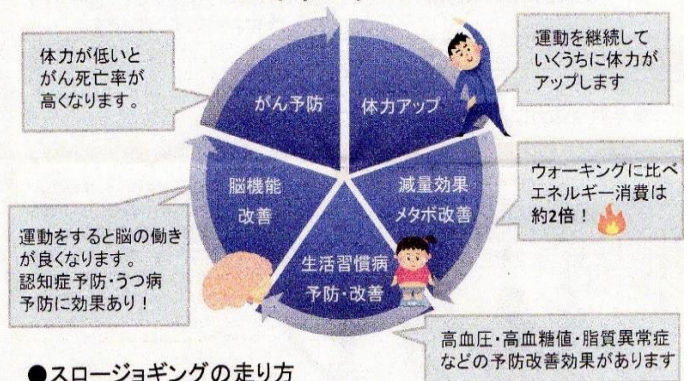 体力が低いと
がん死亡率が
高くなります。
がん予防
体力アップ
運動を継続して
いくうちに体力が
アップします
脳機能
改善
減量効果
メタボ改善
ウォーキングに比べ
エネルギー消費は
約2倍！
運動をすると脳の働き
が良くなります。
認知症予防・うつ病
予防に効果あり！
生活習慣病
予防・改善
高血圧・高血糖値・脂質異常症
などの予防改善効果があります
●スロージョギングの走り方